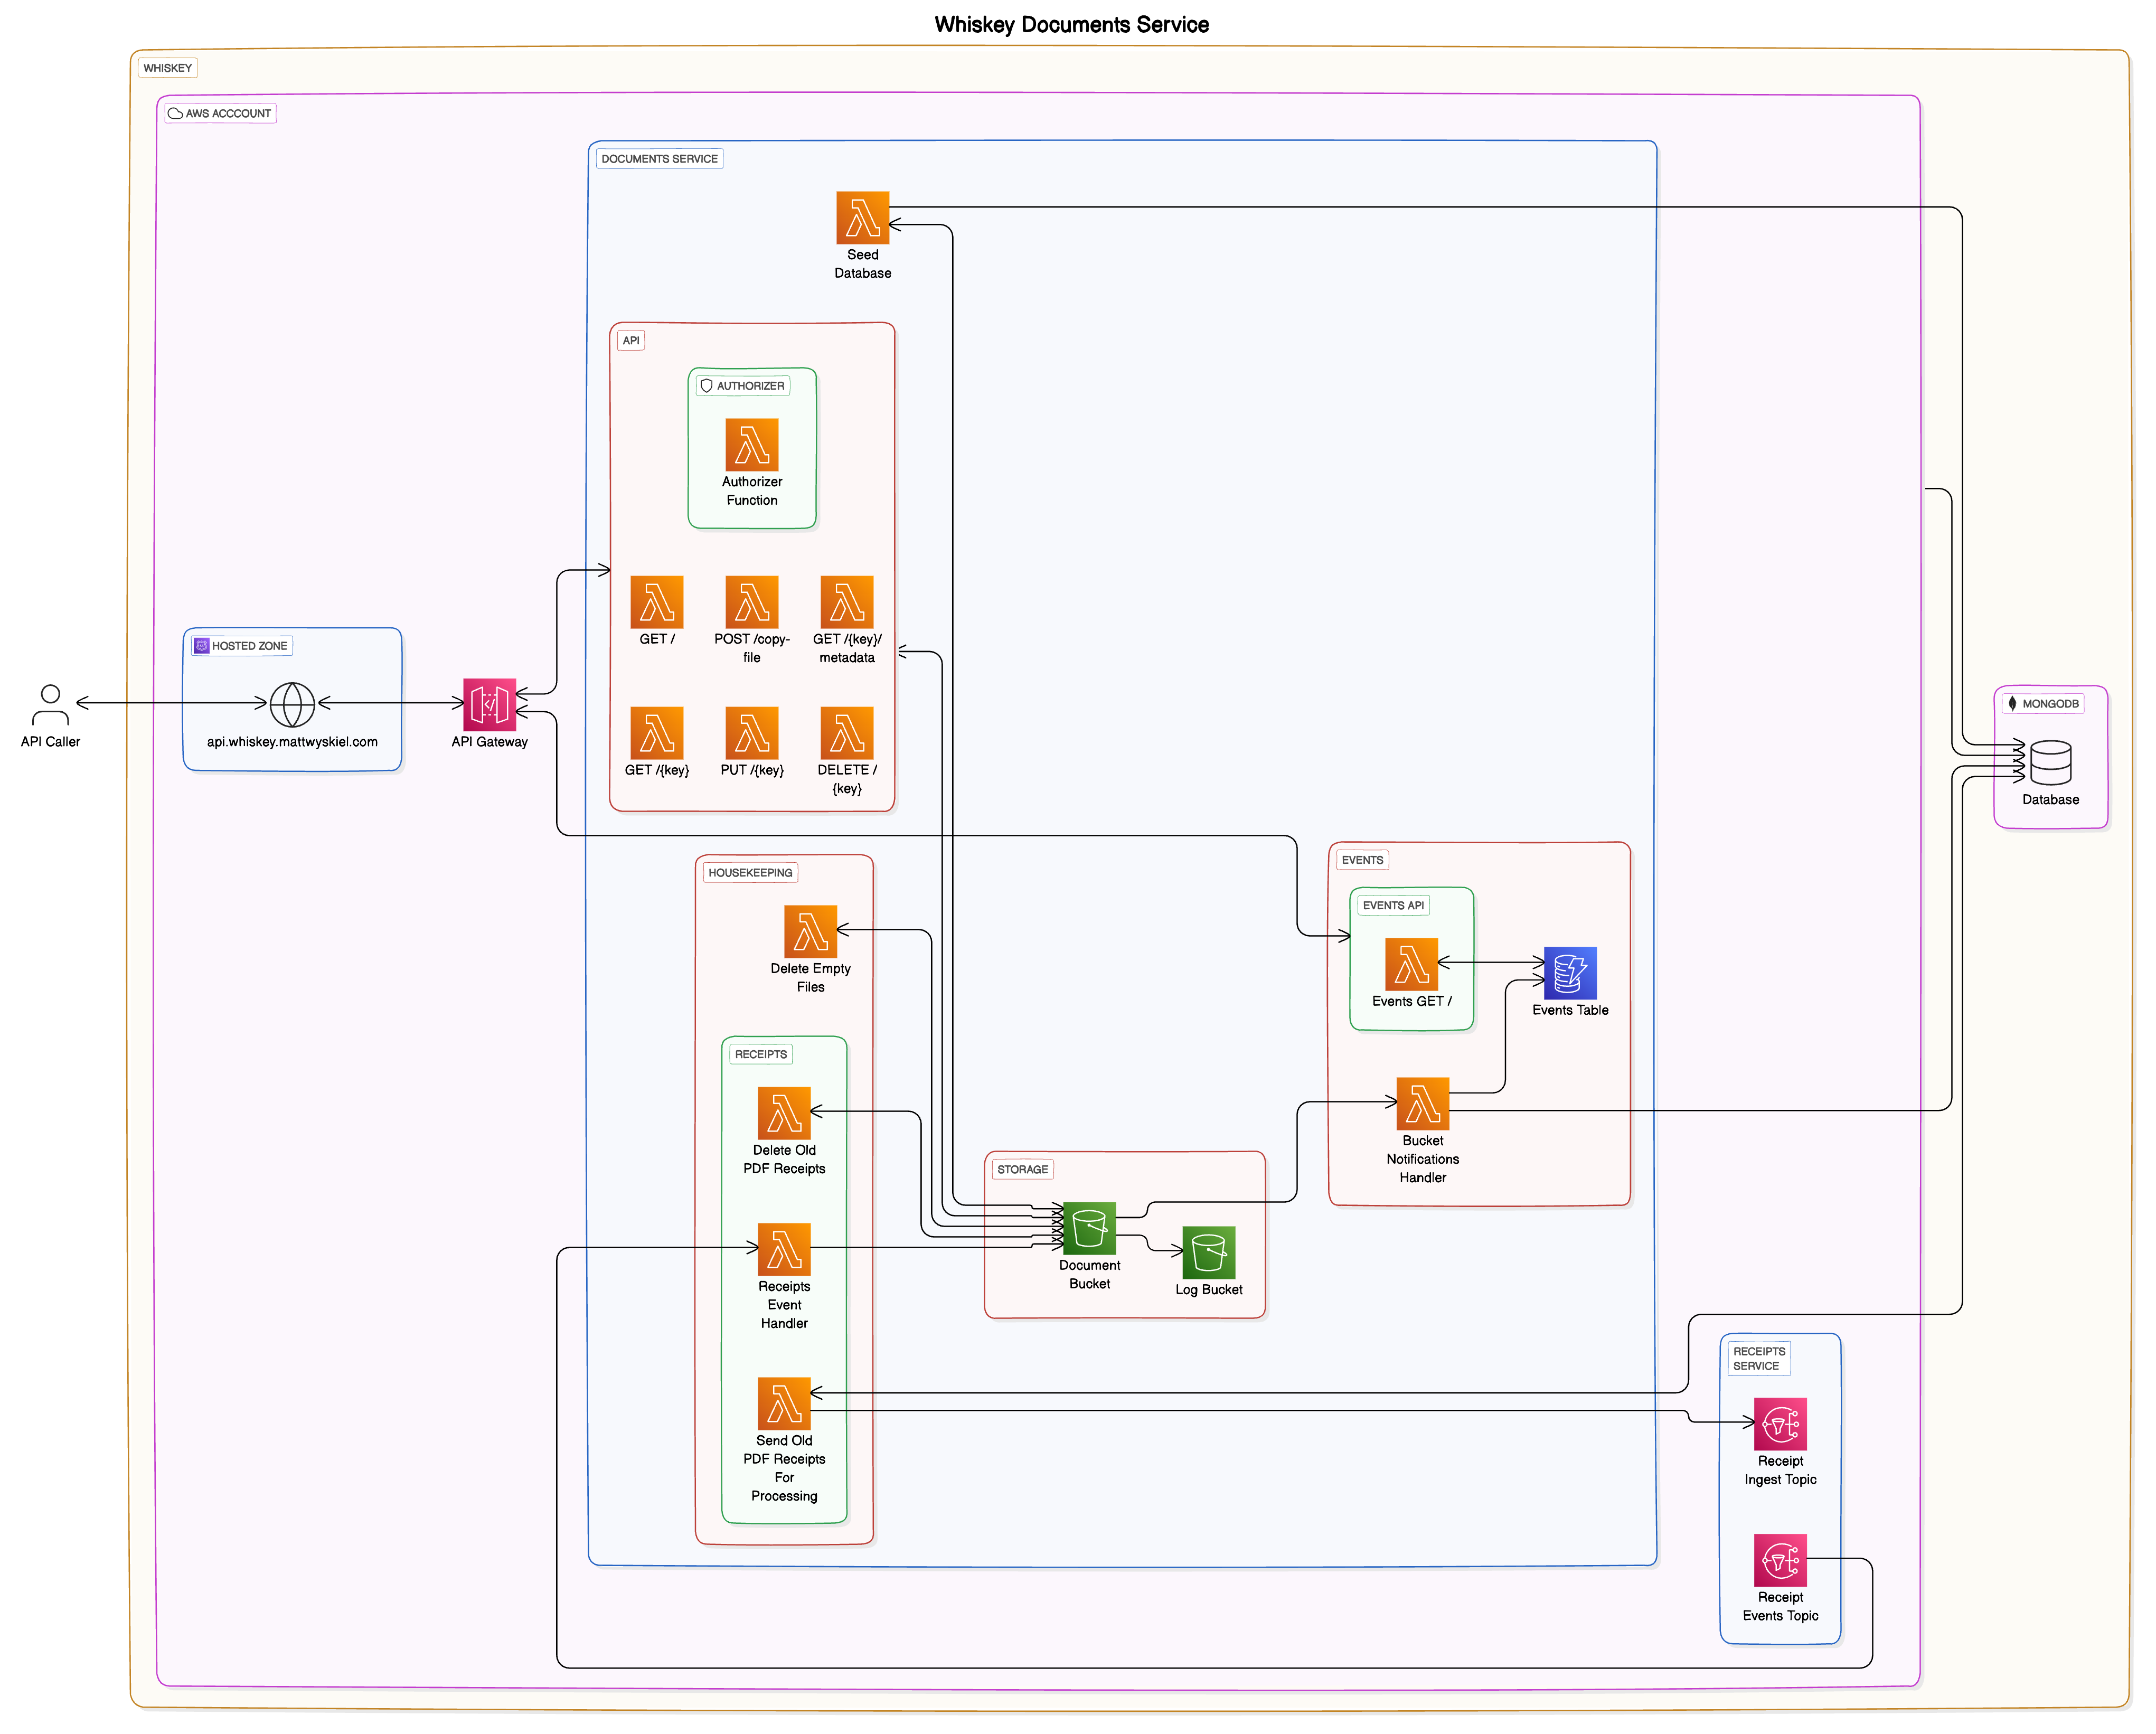 Whiskey Documents Service
WHISKEY
AWS ACCCOUNT
DOCUMENTS SERVICE
Seed
Database
API
AUTHORIZER
Authorizer
Function
GET /
POST /copy-
file
GET /{key}/
metadata
GET /{key}
PUT /{key}
DELETE /
{key}
HOSTED ZONE
api.whiskey.mattwyskiel.com
API Caller
API Gateway
MONGODB
Database
HOUSEKEEPING
Delete Empty
Files
RECEIPTS
Delete Old
PDF Receipts
Receipts
Event
Handler
Send Old
PDF Receipts
For
Processing
STORAGE
Document
Bucket
Log Bucket
EVENTS
EVENTS API
Events GET /
Events Table
Bucket
Notifications
Handler
RECEIPTS
SERVICE
Receipt
Ingest Topic
Receipt
Events Topic